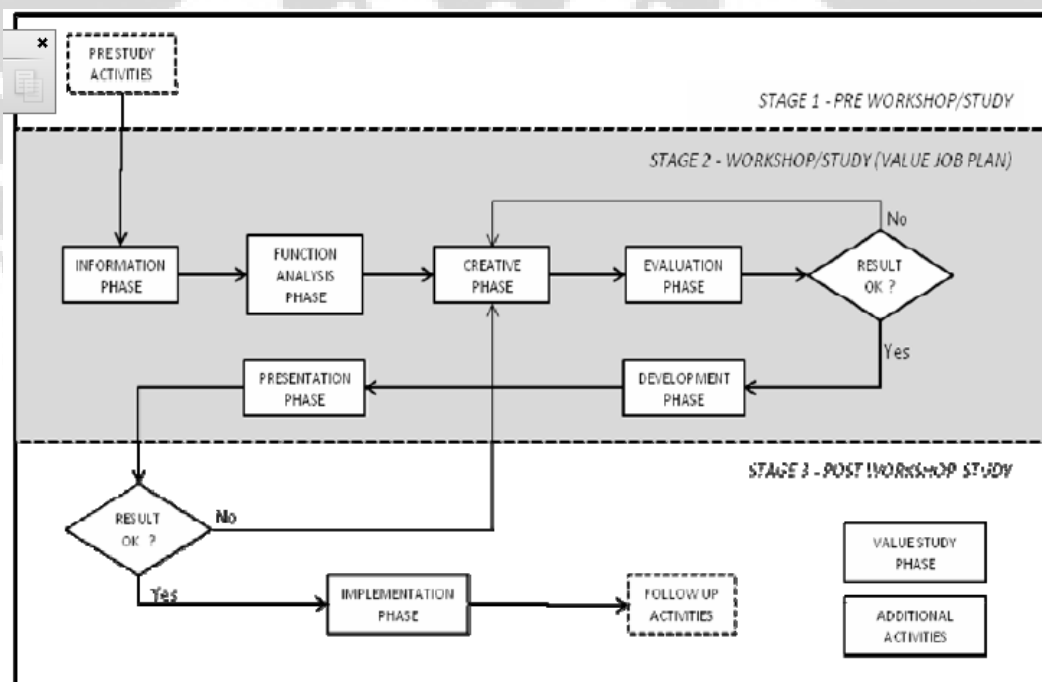 PRE STUDY
ACTIVITIES
STAGE 1 - PRE WORKSHOP/STUDY
STAGE 2 - WORKSHOP/STUDY (VALUE JOB PLAN)
No
INFORMATION
PHASE
FUNCTION
ANALYSIS
PHASE
CREATIVE
PHASE
EVALUATION
PHASE
RESULT
OK ?
Yes
PRESENTATION
PHASE
DEVELOPMENT
PHASE
STAGE 3 - POST WORKSHOP STUDY
RESULT
OK ?
No
VALUE STUDY
PHASE
Yes
IMPLEMENTATION
PHASE
FOLLOW UP
ACTIVITIES
ADDITIONAL
ACTIVITIES